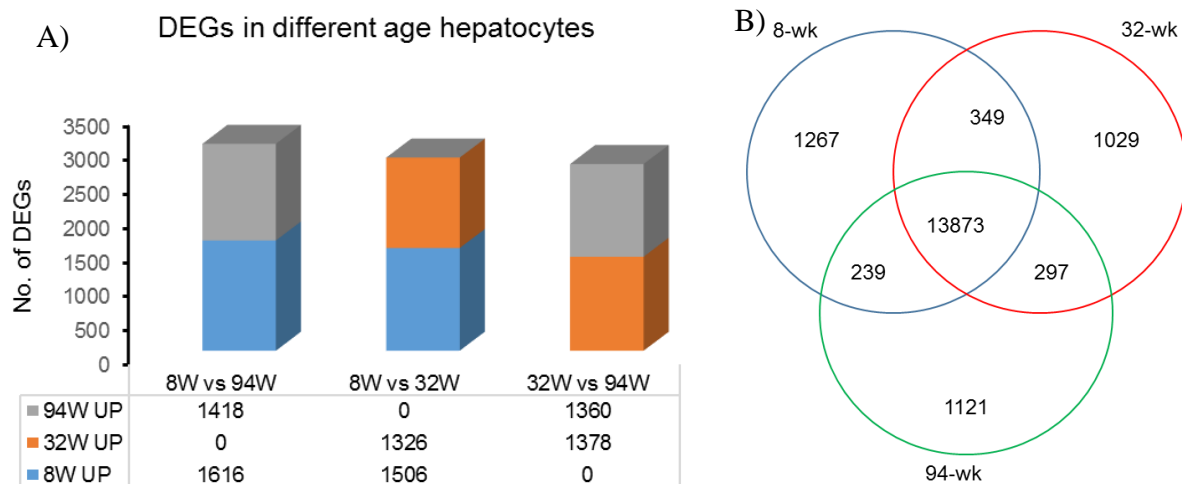 A)
DEGs in different age hepatocytes
No. of DEGs
3500
3000
2500
2000
1500
1000
500
0
8W vs 94W 8W vs 32W 32W vs 94W
94W UP 1418 0 1360
32W UP 0 1326 1378
8W UP 1616 1506 0
B)
8-wk 32-wk
349
1267 1029
13873
239 297
1121
94-wk